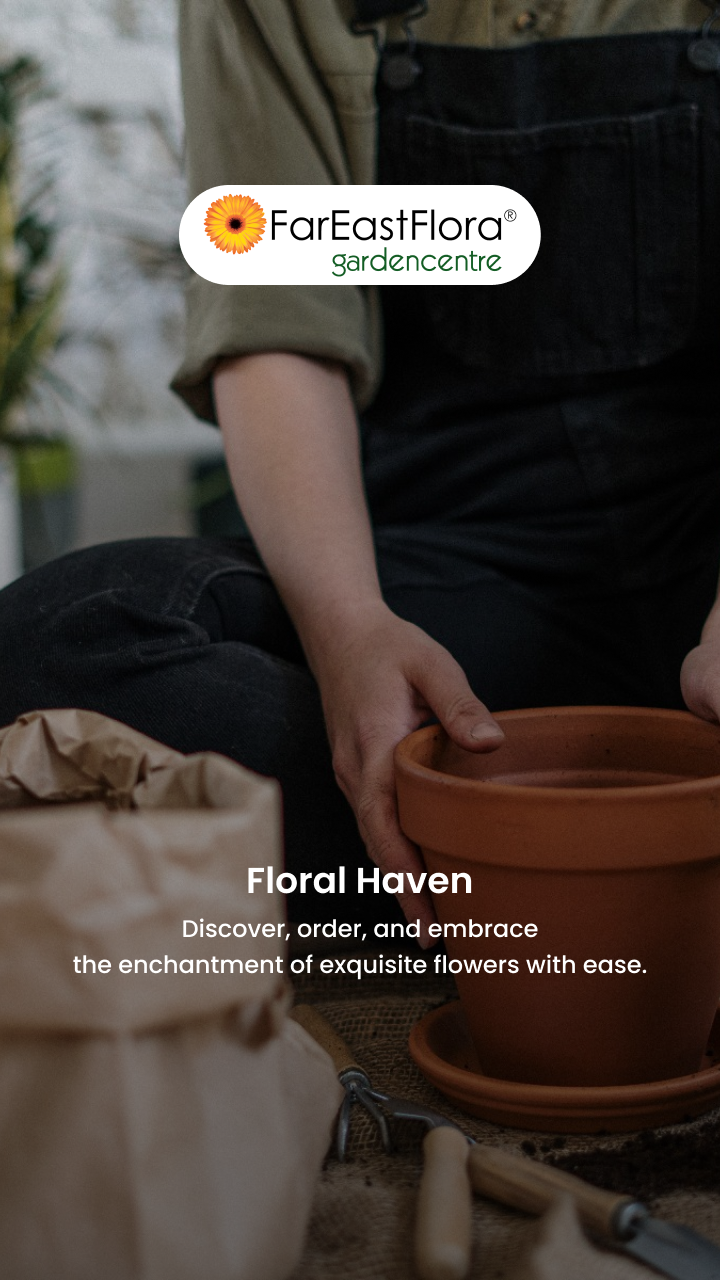 FarEastFlora®
gardencentre
Floral Haven
Discover, order, and embrace
the enchantment of exquisite flowers with ease.